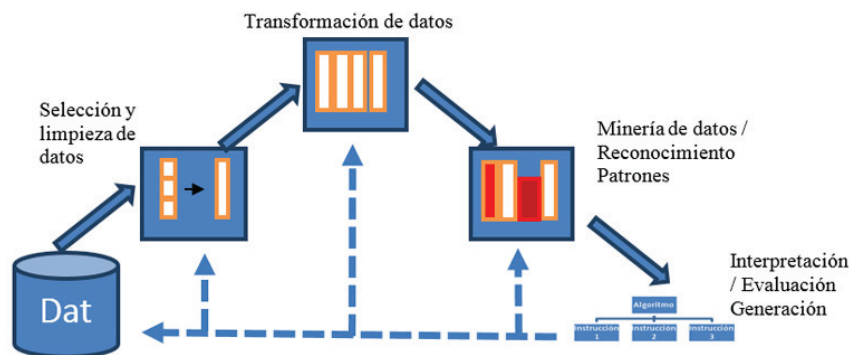 Transformación de datos
Selección y
limpieza de
datos
Minería de datos /
Reconocimiento
Patrones
Dat
Interpretación
/ Evaluación
Generación
Algoritmo
Instrucción
1
Instrucción
2
Instrucción
3